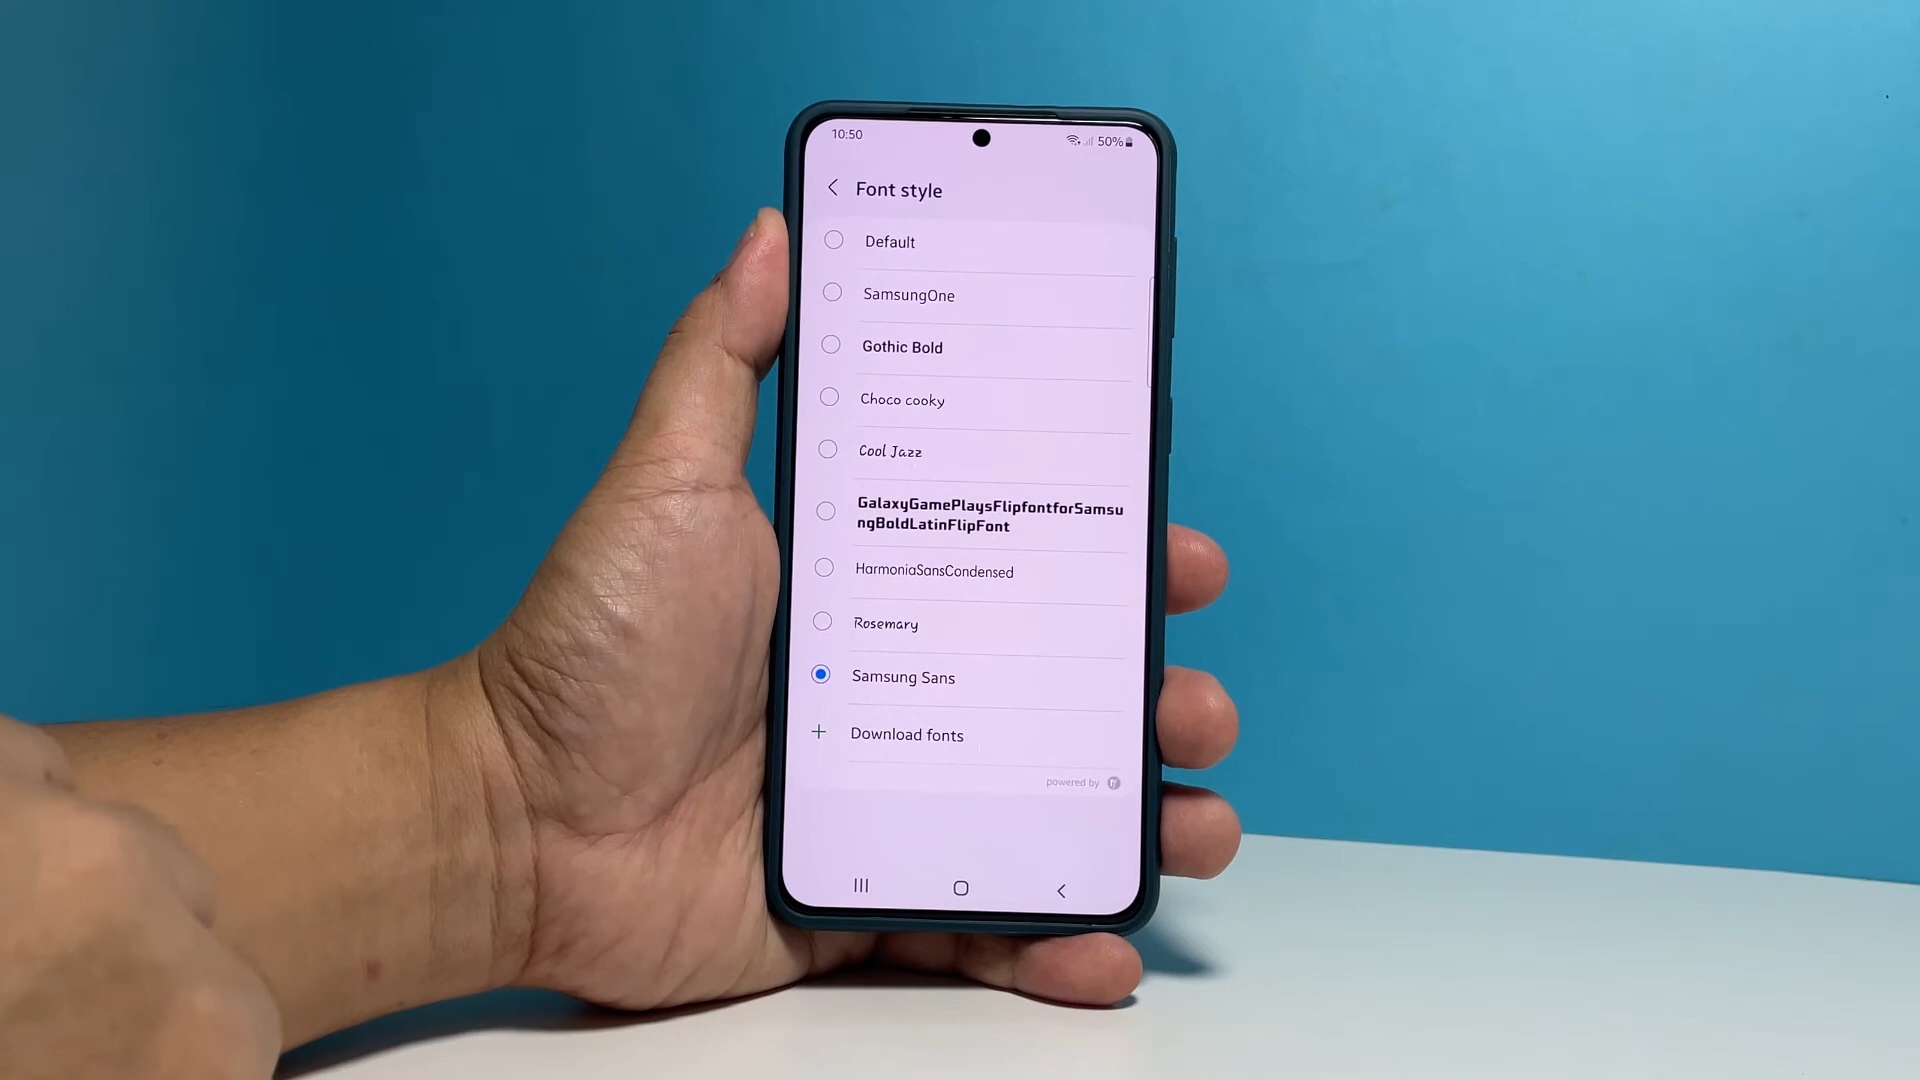 10:50
50%
Font style
Default
SamsungOne
Gothic Bold
Choco cooky
Cool Jazz
GalaxyGamePlaysFlipfontforSamsu
ngBoldLatinFlipFont
HarmoniaSansCondensed
Rosemary
Samsung Sans
Download fonts
powered by